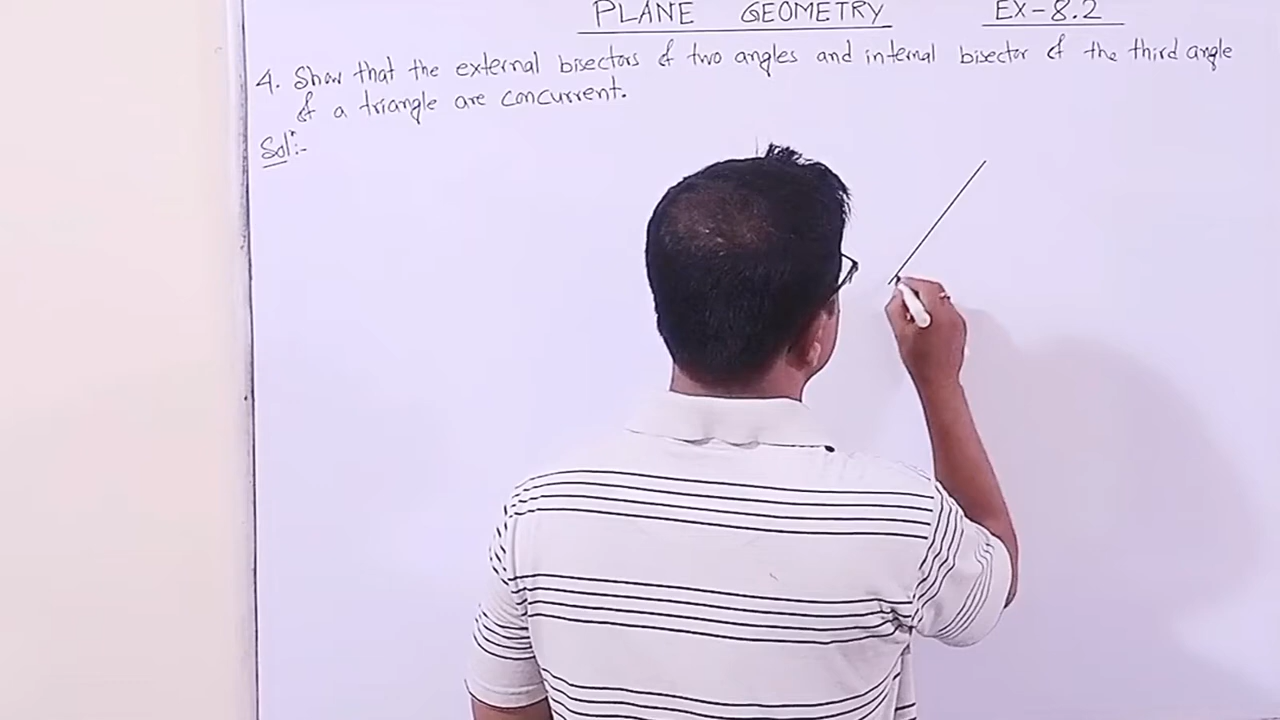 PLANE GEOMETRY EX-8.2
4. Show that the external bisectors of two angles and internal bisector of the third angle
of a triangle are concurrent.
Solⁿ:-